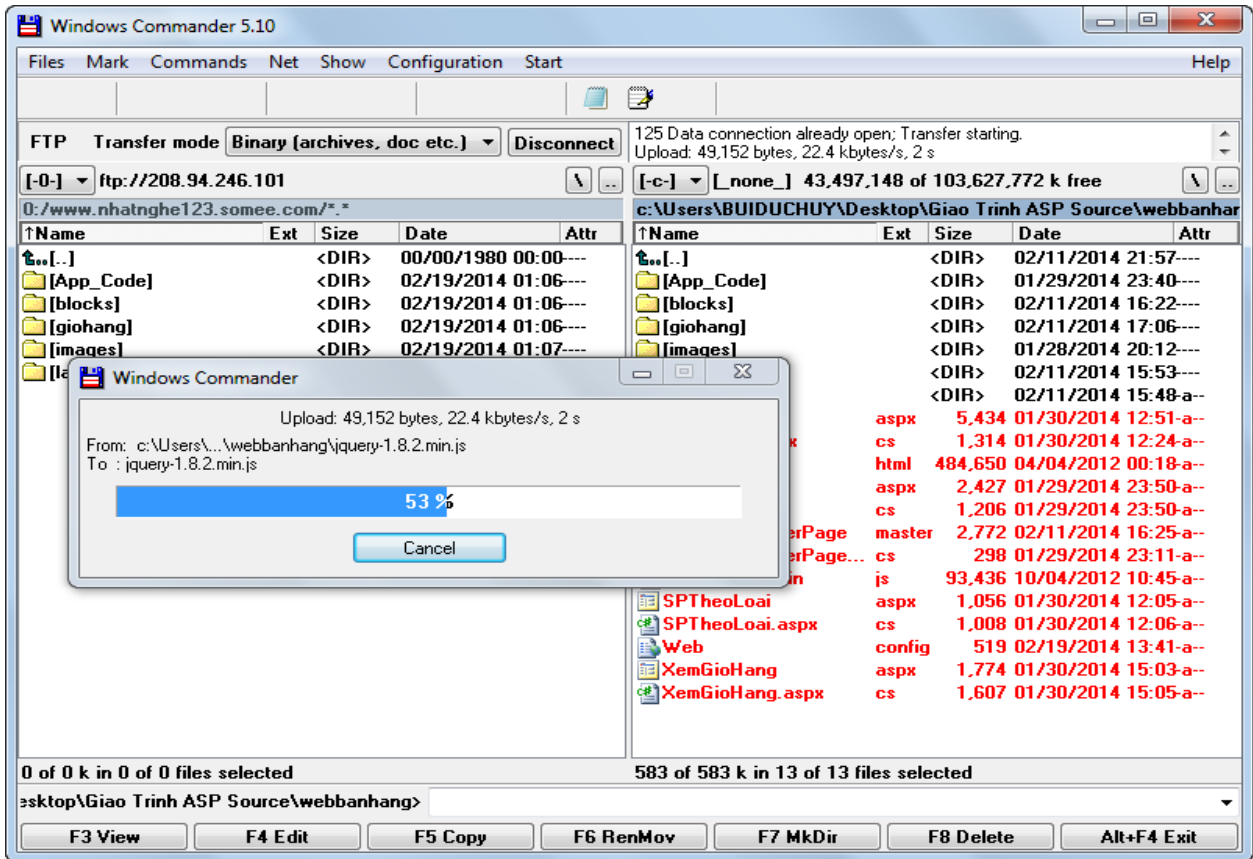 Windows Commander 5.10
Files Mark Commands Net Show Configuration Start Help
FTP Transfer mode Binary (archives, doc etc.) Disconnect
125 Data connection already open; Transfer starting.
Upload: 49,152 bytes, 22.4 kbytes/s, 2 s
[-0-] ftp://208.94.246.101 \ ..
[-c-] [_none_] 43,497,148 of 103,627,772 k free \ ..
0:/www.nhatnghe123.somee.com/*.*
c:\Users\BUIDUCHUY\Desktop\Giao Trinh ASP Source\webbanhar
↑Name Ext Size Date Attr
[..] <DIR> 00/00/1980 00:00----
[App_Code] <DIR> 02/19/2014 01:06----
[blocks] <DIR> 02/19/2014 01:06----
[giohang] <DIR> 02/19/2014 01:06----
[images] <DIR> 02/19/2014 01:07----
[la
↑Name Ext Size Date Attr
[..] <DIR> 02/11/2014 21:57----
[App_Code] <DIR> 01/29/2014 23:40----
[blocks] <DIR> 02/11/2014 16:22----
[giohang] <DIR> 02/11/2014 17:06----
[images] <DIR> 01/28/2014 20:12----
<DIR> 02/11/2014 15:53----
<DIR> 02/11/2014 15:48-a--
aspx 5,434 01/30/2014 12:51-a--
x cs 1,314 01/30/2014 12:24-a--
html 484,650 04/04/2012 00:18-a--
aspx 2,427 01/29/2014 23:50-a--
cs 1,206 01/29/2014 23:50-a--
erPage master 2,772 02/11/2014 16:25-a--
erPage... cs 298 01/29/2014 23:11-a--
in js 93,436 10/04/2012 10:45-a--
SPTheoLoai aspx 1,056 01/30/2014 12:05-a--
SPTheoLoai.aspx cs 1,008 01/30/2014 12:06-a--
Web config 519 02/19/2014 13:41-a--
XemGioHang aspx 1,774 01/30/2014 15:03-a--
XemGioHang.aspx cs 1,607 01/30/2014 15:05-a--
Windows Commander
Upload: 49,152 bytes, 22.4 kbytes/s, 2 s
From: c:\Users\...\webbanhang\jquery-1.8.2.min.js
To : jquery-1.8.2.min.js
53 %
Cancel
0 of 0 k in 0 of 0 files selected
583 of 583 k in 13 of 13 files selected
esktop\Giao Trinh ASP Source\webbanhang>
F3 View F4 Edit F5 Copy F6 RenMov F7 MkDir F8 Delete Alt+F4 Exit